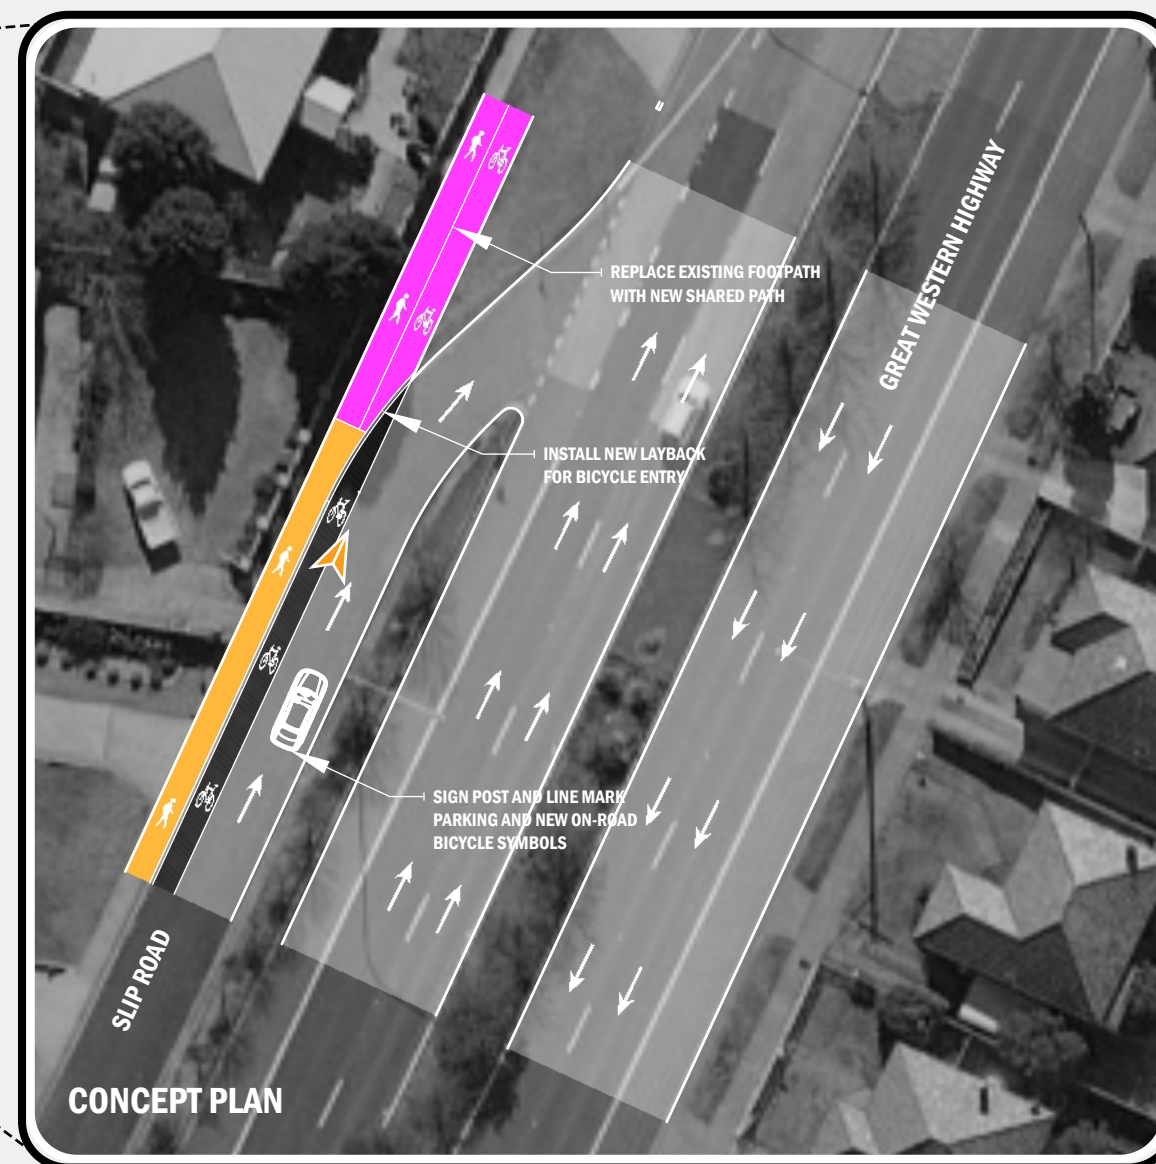 GREAT WESTERN HIGHWAY
REPLACE EXISTING FOOTPATH
WITH NEW SHARED PATH
INSTALL NEW LAYBACK
FOR BICYCLE ENTRY
SIGN POST AND LINE MARK
PARKING AND NEW ON-ROAD
BICYCLE SYMBOLS
SLIP ROAD
CONCEPT PLAN